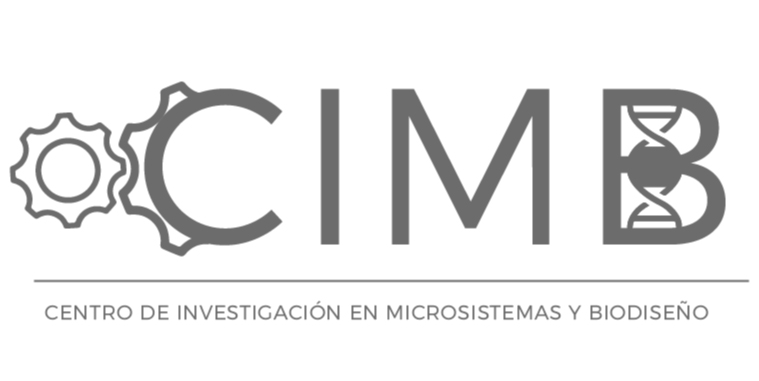 CIMB
CENTRO DE INVESTIGACIÓN EN MICROSISTEMAS Y BIODISEÑO